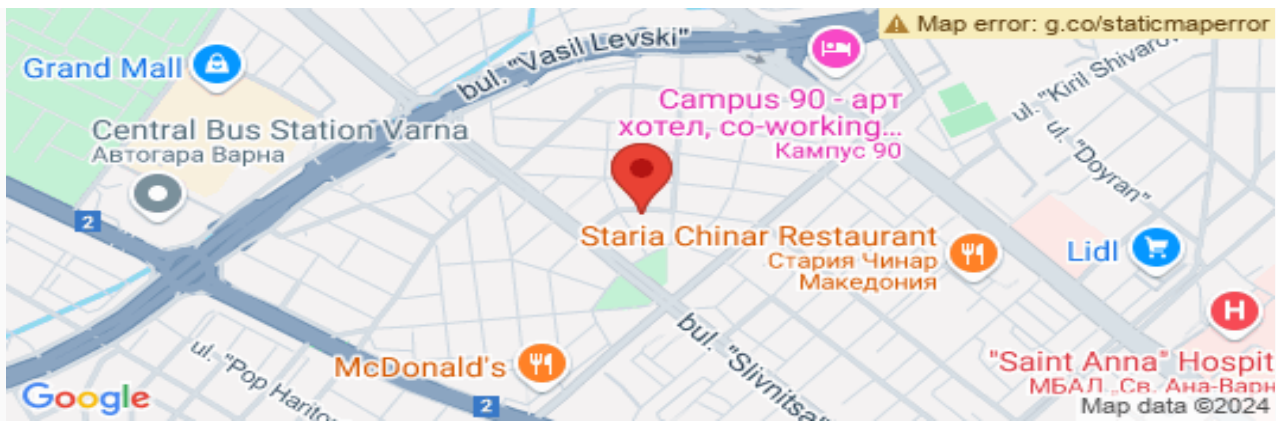 Map error: g.co/staticmaperror
Grand Mall
bul. "Vasil Levski"
ul. "Kiril Shivarov
Campus 90 - арт
хотел, co-working...
Кампус 90
Central Bus Station Varna
Автогара Варна
ul. "Doyran"
2
Staria Chinar Restaurant
Стария Чинар
Македония
Lidl
H
bul. "Slivnitsa"
ul. "Pop Harito
McDonald's
"Saint Anna" Hospit
МБАЛ „Св. Ана-Варн
Google
2
Map data ©2024